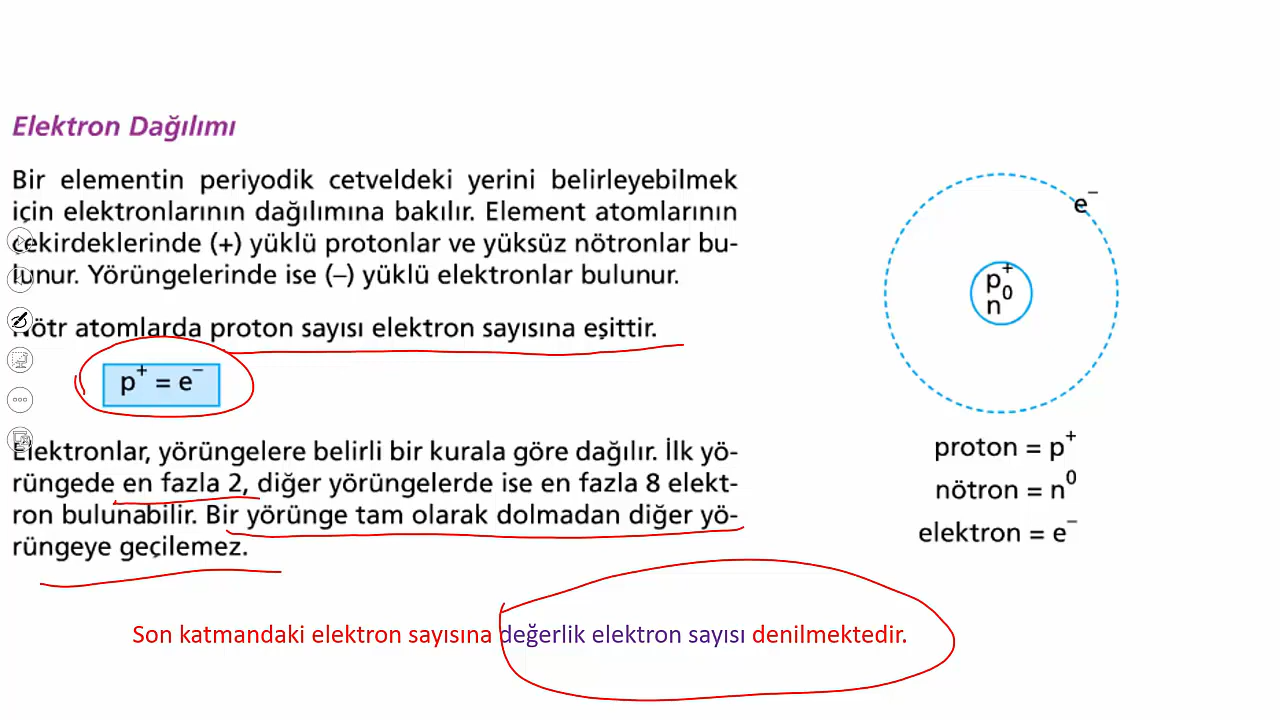 Elektron Dağılımı
Bir elementin periyodik cetveldeki yerini belirleyebilmek
için elektronlarının dağılımına bakılır. Element atomlarının
çekirdeklerinde (+) yüklü protonlar ve yüksüz nötronlar bu-
lunur. Yörüngelerinde ise (–) yüklü elektronlar bulunur.
Nötr atomlarda proton sayısı elektron sayısına eşittir.
p⁺ = e⁻
Elektronlar, yörüngelere belirli bir kurala göre dağılır. İlk yö-
rüngede en fazla 2, diğer yörüngelerde ise en fazla 8 elekt-
ron bulunabilir. Bir yörünge tam olarak dolmadan diğer yö-
rüngeye geçilemez.
e⁻
p⁺
n⁰
proton = p⁺
nötron = n⁰
elektron = e⁻
Son katmandaki elektron sayısına değerlik elektron sayısı denilmektedir.